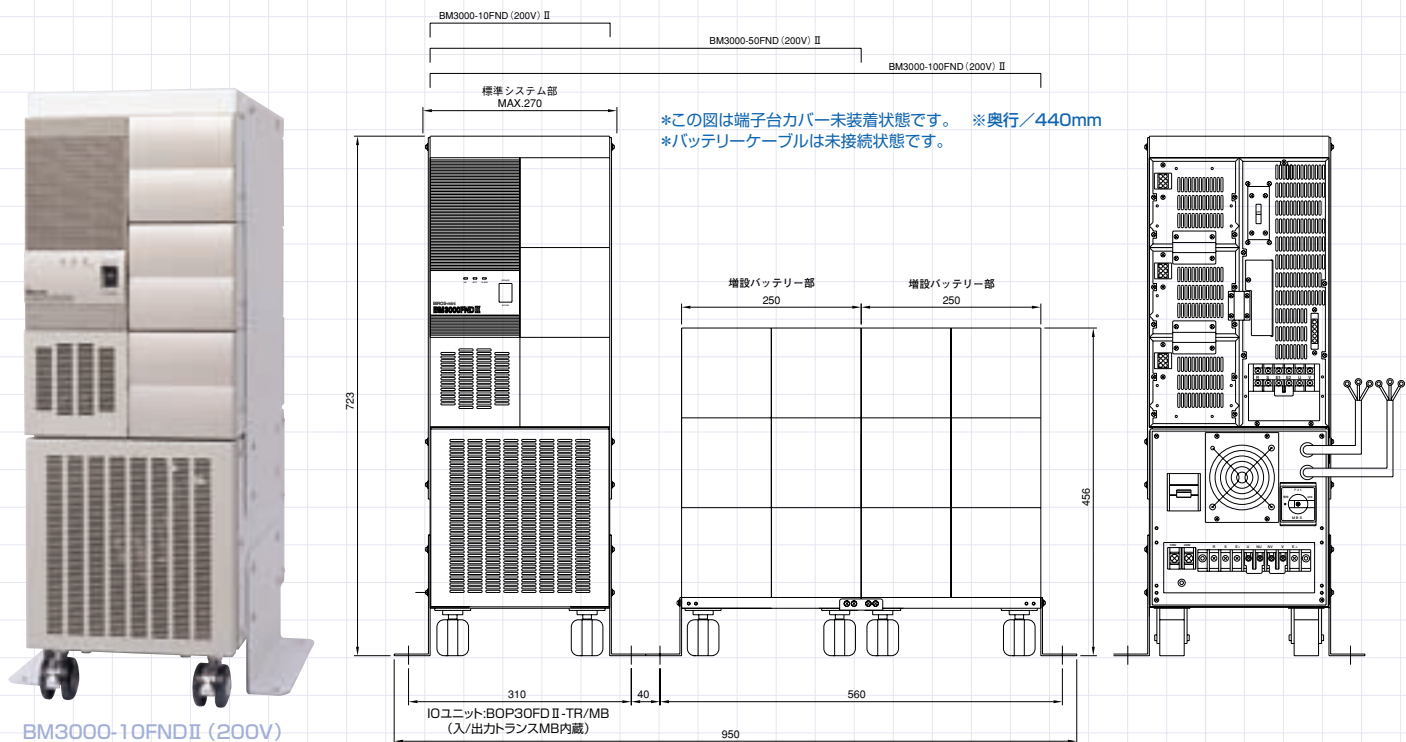 BM3000-10FND(200V)Ⅱ
BM3000-50FND(200V)Ⅱ
BM3000-100FND(200V)Ⅱ
標準システム部
MAX.270
*この図は端子台カバー未装着状態です。 ※奥行/440mm
*バッテリーケーブルは未接続状態です。
増設バッテリー部
250
増設バッテリー部
250
BM3000FNDⅡ
723
456
310
40
560
IOユニット:BOP30FDⅡ-TR/MB
(入/出力トランスMB内蔵)
950
BM3000-10FNDⅡ(200V)